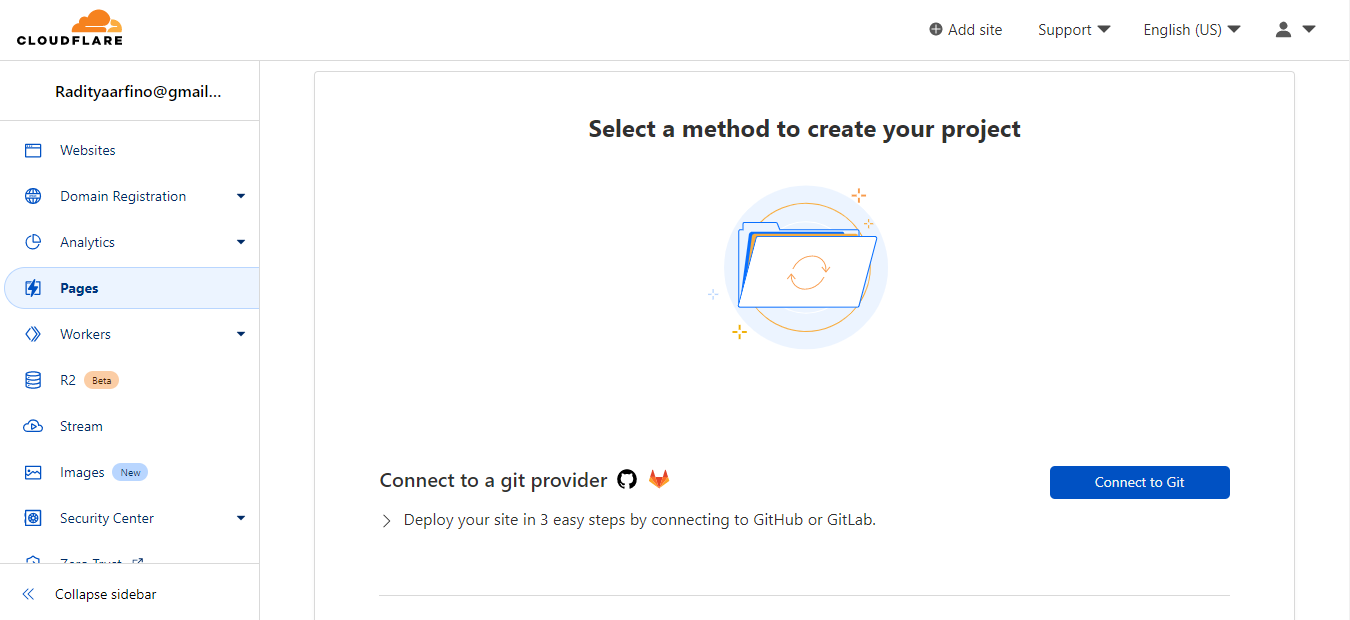 CLOUDFLARE
Add site
Support
English (US)
Radityaarfino@gmail...
Websites
Domain Registration
Analytics
Pages
Workers
R2 Beta
Stream
Images New
Security Center
Zero Trust
Collapse sidebar
Select a method to create your project
Connect to a git provider
Connect to Git
Deploy your site in 3 easy steps by connecting to GitHub or GitLab.